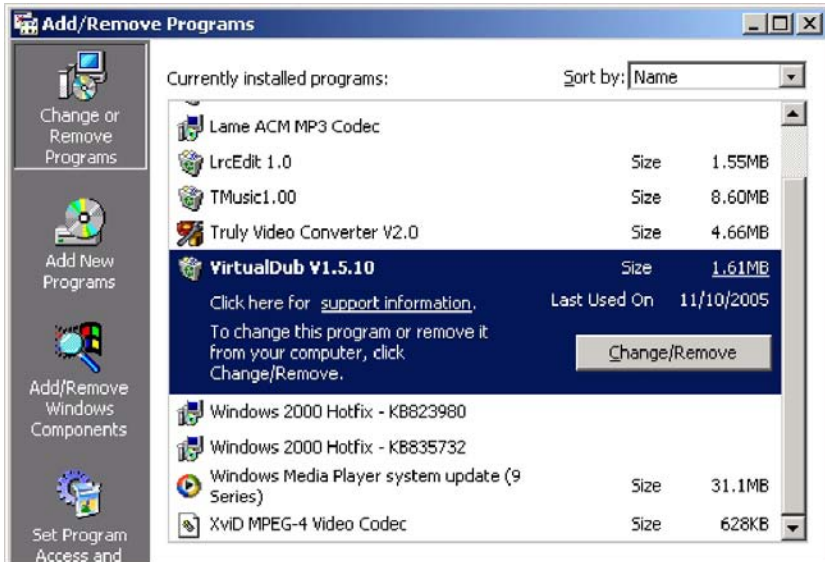 Add/Remove Programs
Change or
Remove
Programs
Add New
Programs
Add/Remove
Windows
Components
Set Program
Access and
Currently installed programs:
Sort by: Name
Lame ACM MP3 Codec
LrcEdit 1.0 Size 1.55MB
TMusic1.00 Size 8.60MB
Truly Video Converter V2.0 Size 4.66MB
VirtualDub V1.5.10 Size 1.61MB
Click here for support information. Last Used On 11/10/2005
To change this program or remove it
from your computer, click
Change/Remove.
Change/Remove
Windows 2000 Hotfix - KB823980
Windows 2000 Hotfix - KB835732
Windows Media Player system update (9
Series) Size 31.1MB
XviD MPEG-4 Video Codec Size 628KB